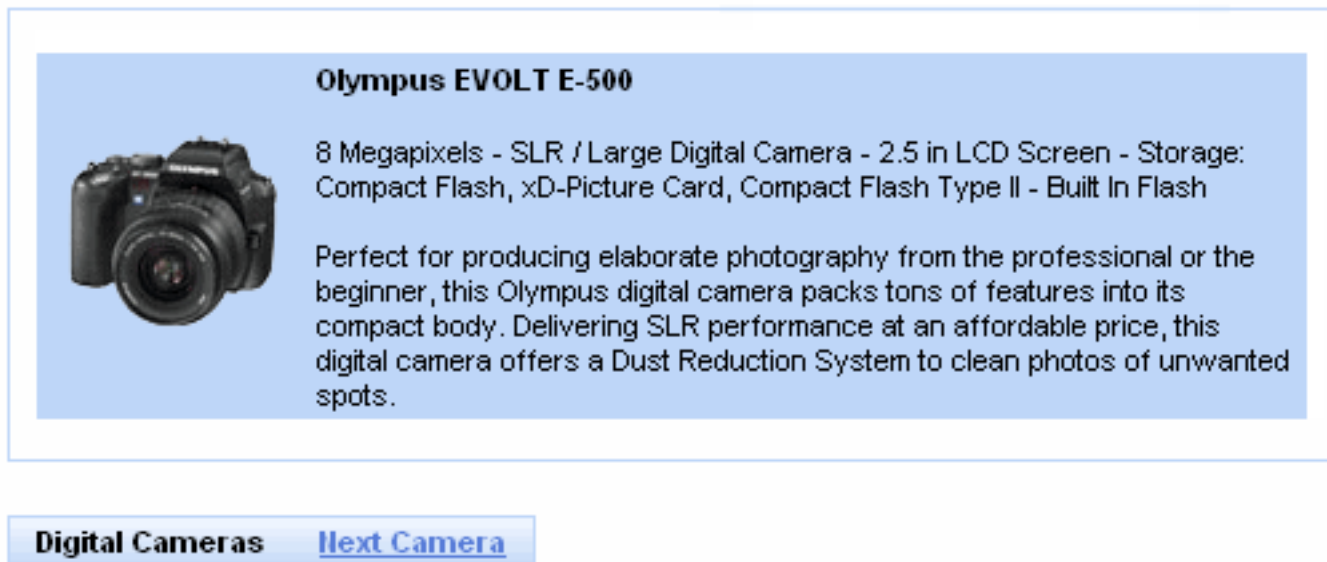 Olympus EVOLT E-500
8 Megapixels - SLR / Large Digital Camera - 2.5 in LCD Screen - Storage:
Compact Flash, xD-Picture Card, Compact Flash Type II - Built In Flash
Perfect for producing elaborate photography from the professional or the
beginner, this Olympus digital camera packs tons of features into its
compact body. Delivering SLR performance at an affordable price, this
digital camera offers a Dust Reduction System to clean photos of unwanted
spots.
OLYMPUS
Digital Cameras Next Camera